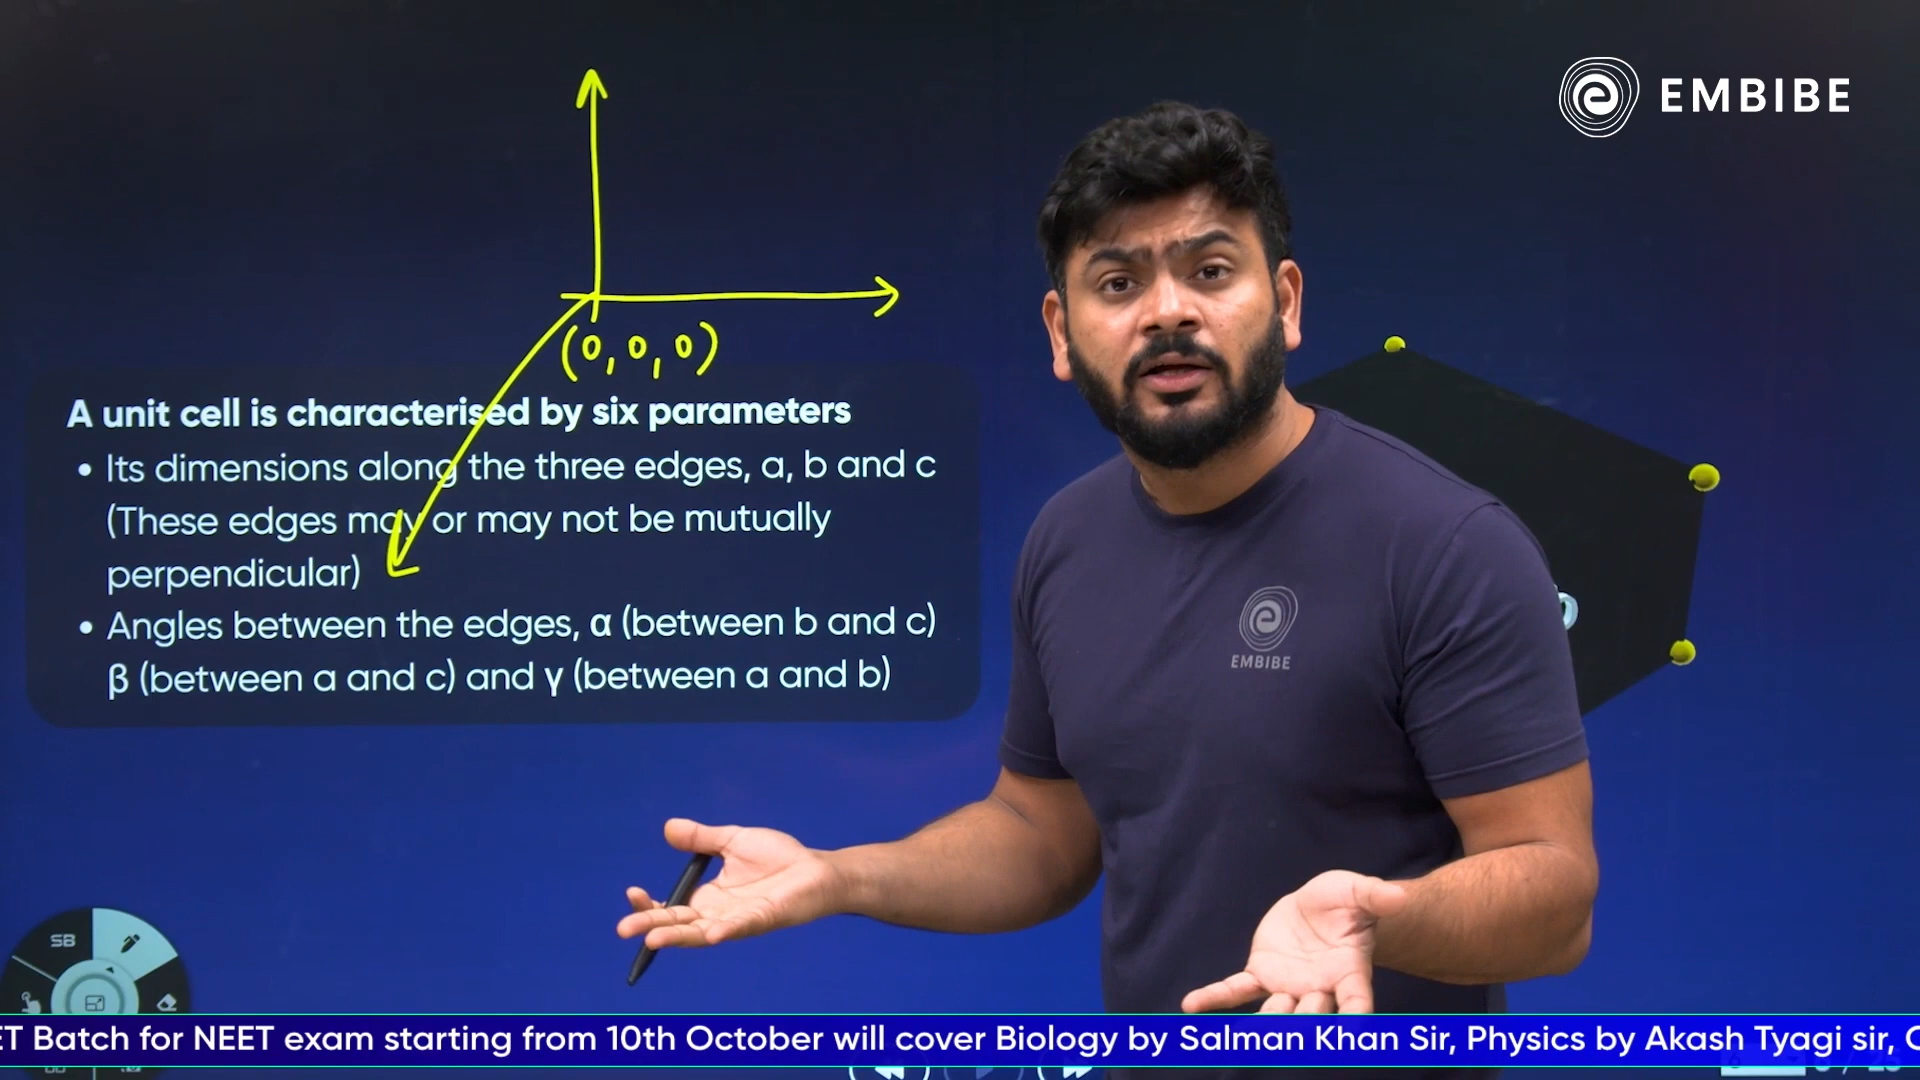 EMBIBE
(0,0,0)
A unit cell is characterised by six parameters
• Its dimensions along the three edges, a, b and c
(These edges may or may not be mutually
perpendicular)
• Angles between the edges, α (between b and c)
β (between a and c) and γ (between a and b)
EMBIBE
SB
ET Batch for NEET exam starting from 10th October will cover Biology by Salman Khan Sir, Physics by Akash Tyagi sir, C